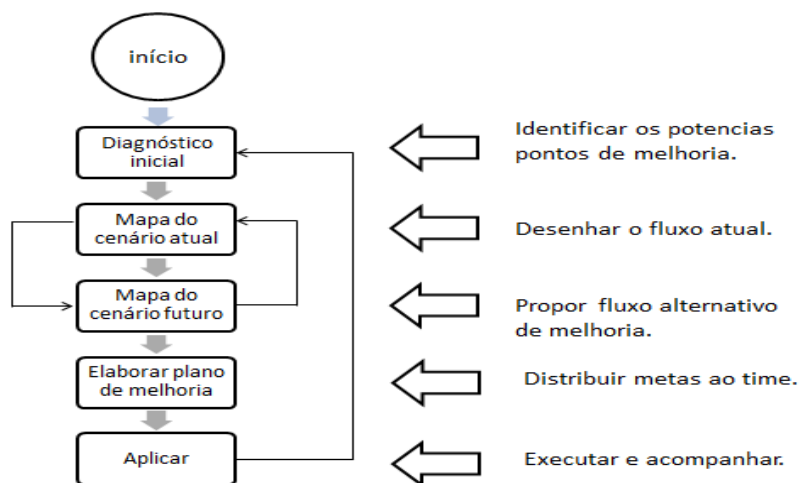 início
Diagnóstico
inicial
Identificar os potencias
pontos de melhoria.
Mapa do
cenário atual
Desenhar o fluxo atual.
Mapa do
cenário futuro
Propor fluxo alternativo
de melhoria.
Elaborar plano
de melhoria
Distribuir metas ao time.
Aplicar
Executar e acompanhar.